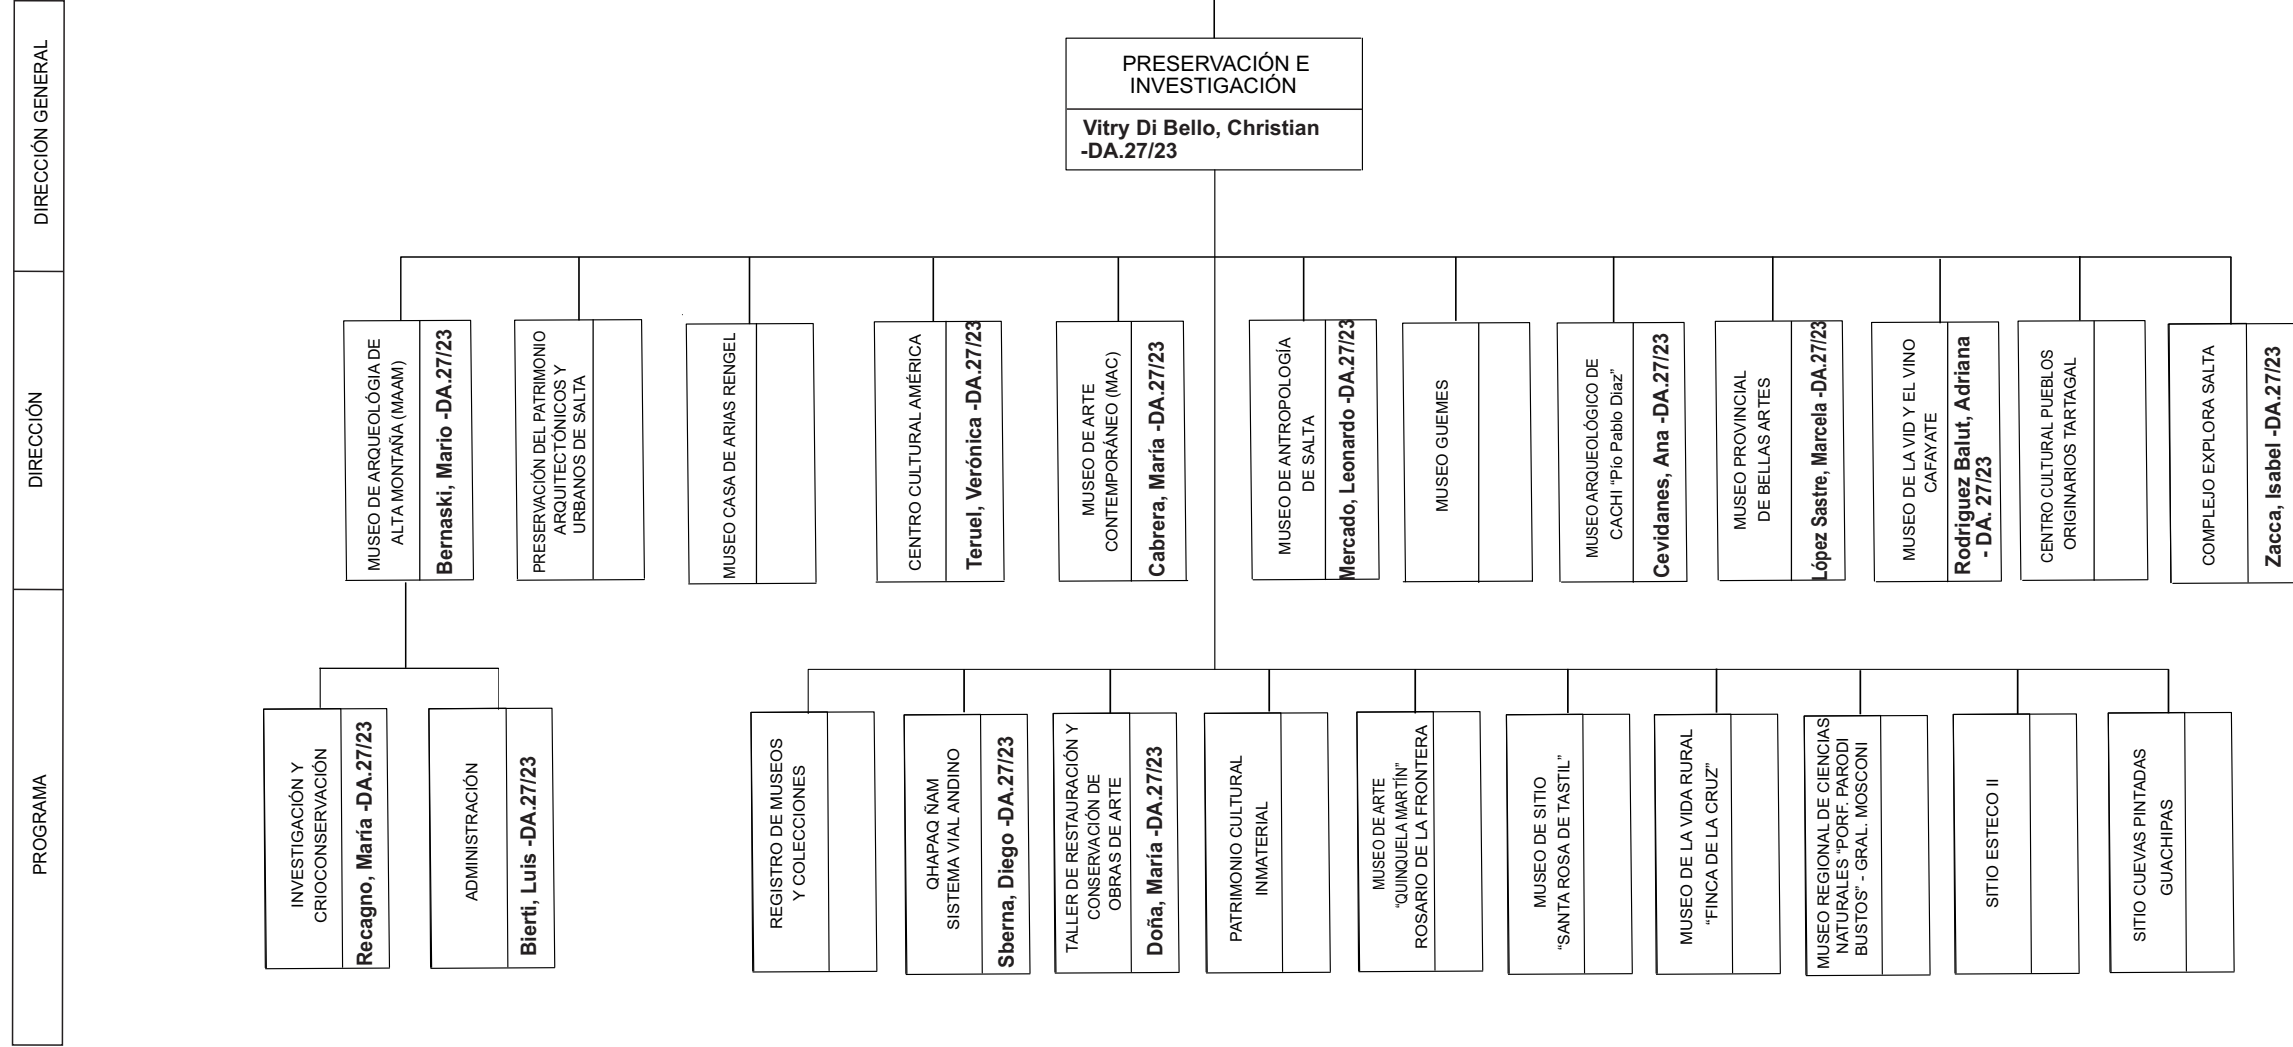 DIRECCIÓN GENERAL
PRESERVACIÓN E
INVESTIGACIÓN
Vitry Di Bello, Christian
-DA.27/23
DIRECCIÓN
MUSEO DE ARQUEOLÓGIA DE
ALTA MONTAÑA (MAAM)
Bernaski, Mario -DA.27/23
PRESERVACIÓN DEL PATRIMONIO
ARQUITECTÓNICOS Y
URBANOS DE SALTA
MUSEO CASA DE ARIAS RENGEL
CENTRO CULTURAL AMÉRICA
Teruel, Verónica -DA.27/23
MUSEO DE ARTE
CONTEMPORÁNEO (MAC)
Cabrera, María -DA.27/23
MUSEO DE ANTROPOLOGÍA
DE SALTA
Mercado, Leonardo -DA.27/23
MUSEO GUEMES
MUSEO ARQUEOLÓGICO DE
CACHI “Pío Pablo Diaz”
Cevidanes, Ana -DA.27/23
MUSEO PROVINCIAL
DE BELLAS ARTES
López Sastre, Marcela -DA.27/23
MUSEO DE LA VID Y EL VINO
CAFAYATE
Rodriguez Balut, Adriana
- DA. 27/23
CENTRO CULTURAL PUEBLOS
ORIGINARIOS TARTAGAL
COMPLEJO EXPLORA SALTA
Zacca, Isabel -DA.27/23
PROGRAMA
INVESTIGACIÓN Y
CRIOCONSERVACIÓN
Recagno, María -DA.27/23
ADMINISTRACIÓN
Bierti, Luis -DA.27/23
REGISTRO DE MUSEOS
Y COLECCIONES
QHAPAQ ÑAM
SISTEMA VIAL ANDINO
Sberna, Diego -DA.27/23
TALLER DE RESTAURACIÓN Y
CONSERVACIÓN DE
OBRAS DE ARTE
Doña, María -DA.27/23
PATRIMONIO CULTURAL
INMATERIAL
MUSEO DE ARTE
“QUINQUELA MARTÍN”
ROSARIO DE LA FRONTERA
MUSEO DE SITIO
“SANTA ROSA DE TASTIL”
MUSEO DE LA VIDA RURAL
“FINCA DE LA CRUZ”
MUSEO REGIONAL DE CIENCIAS
NATURALES “PORF. PARODI
BUSTOS” - GRAL. MOSCONI
SITIO ESTECO II
SITIO CUEVAS PINTADAS
GUACHIPAS